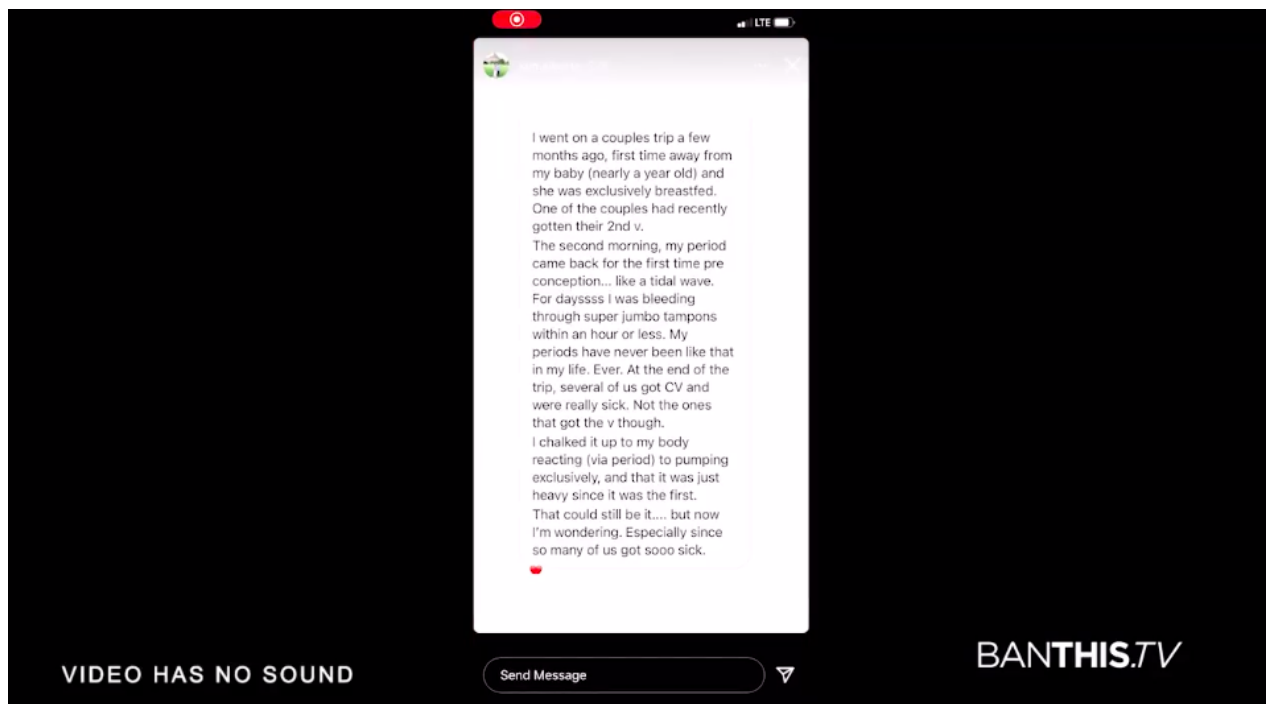 LTE
I went on a couples trip a few
months ago, first time away from
my baby (nearly a year old) and
she was exclusively breastfed.
One of the couples had recently
gotten their 2nd v.
The second morning, my period
came back for the first time pre
conception... like a tidal wave.
For dayssss I was bleeding
through super jumbo tampons
within an hour or less. My
periods have never been like that
in my life. Ever. At the end of the
trip, several of us got CV and
were really sick. Not the ones
that got the v though.
I chalked it up to my body
reacting (via period) to pumping
exclusively, and that it was just
heavy since it was the first.
That could still be it.... but now
I'm wondering. Especially since
so many of us got sooo sick.
Send Message
VIDEO HAS NO SOUND
BANTHIS.TV